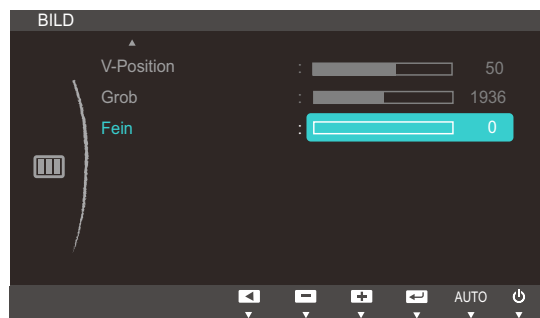 BILD
V-Position : 50
Grob : 1936
Fein : 0
AUTO